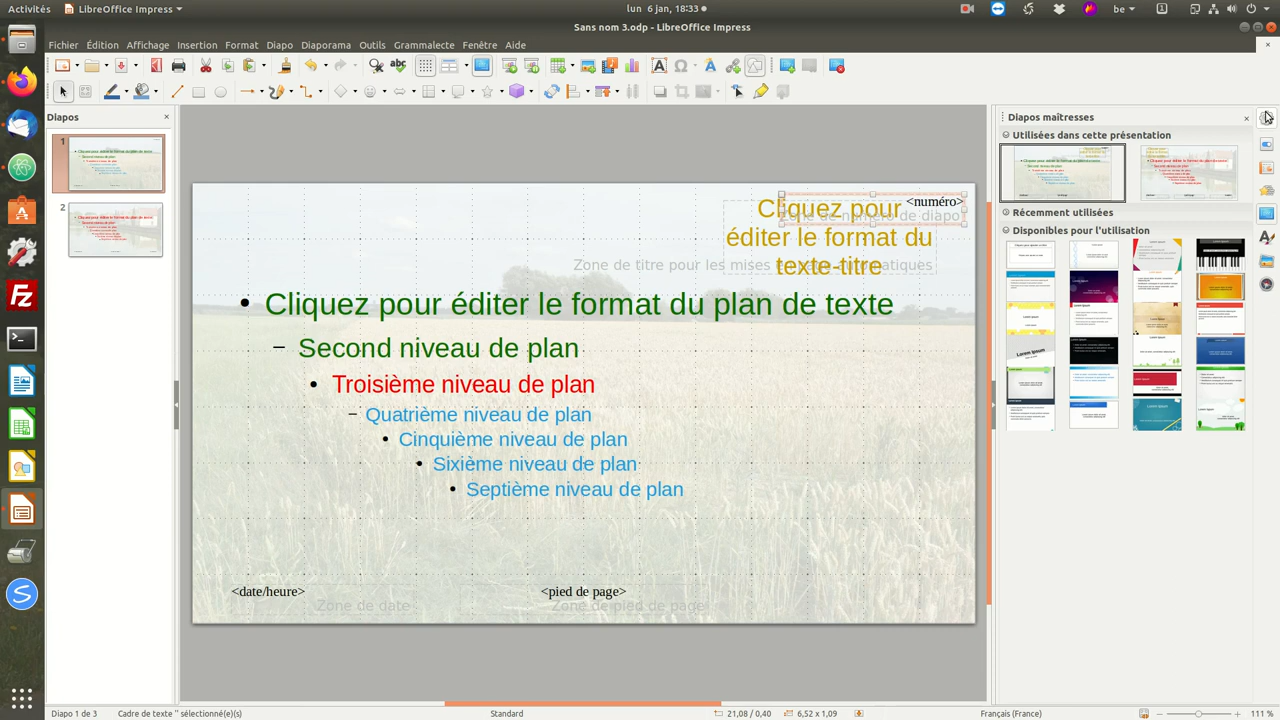 Activités
LibreOffice Impress
lun 6 jan, 18:33
be
Sans nom 3.odp - LibreOffice Impress
Fichier Édition Affichage Insertion Format Diapo Diaporama Outils Grammalecte Fenêtre Aide
Diapos
1
2
Diapos maîtresses
Utilisées dans cette présentation
Récemment utilisées
Disponibles pour l'utilisation
<numéro>
Cliquez pour
éditer le format du
texte-titre
Zone de titre pour les mises
Cliquez pour éditer le format du plan de texte
Second niveau de plan
Troisième niveau de plan
Quatrième niveau de plan
Cinquième niveau de plan
Sixième niveau de plan
Septième niveau de plan
<date/heure>
Zone de date
<pied de page>
Zone de pied de page
Diapo 1 de 3
Cadre de texte '' sélectionné(e)(s)
Standard
21,08 / 0,40
6,52 x 1,09
Français (France)
111 %